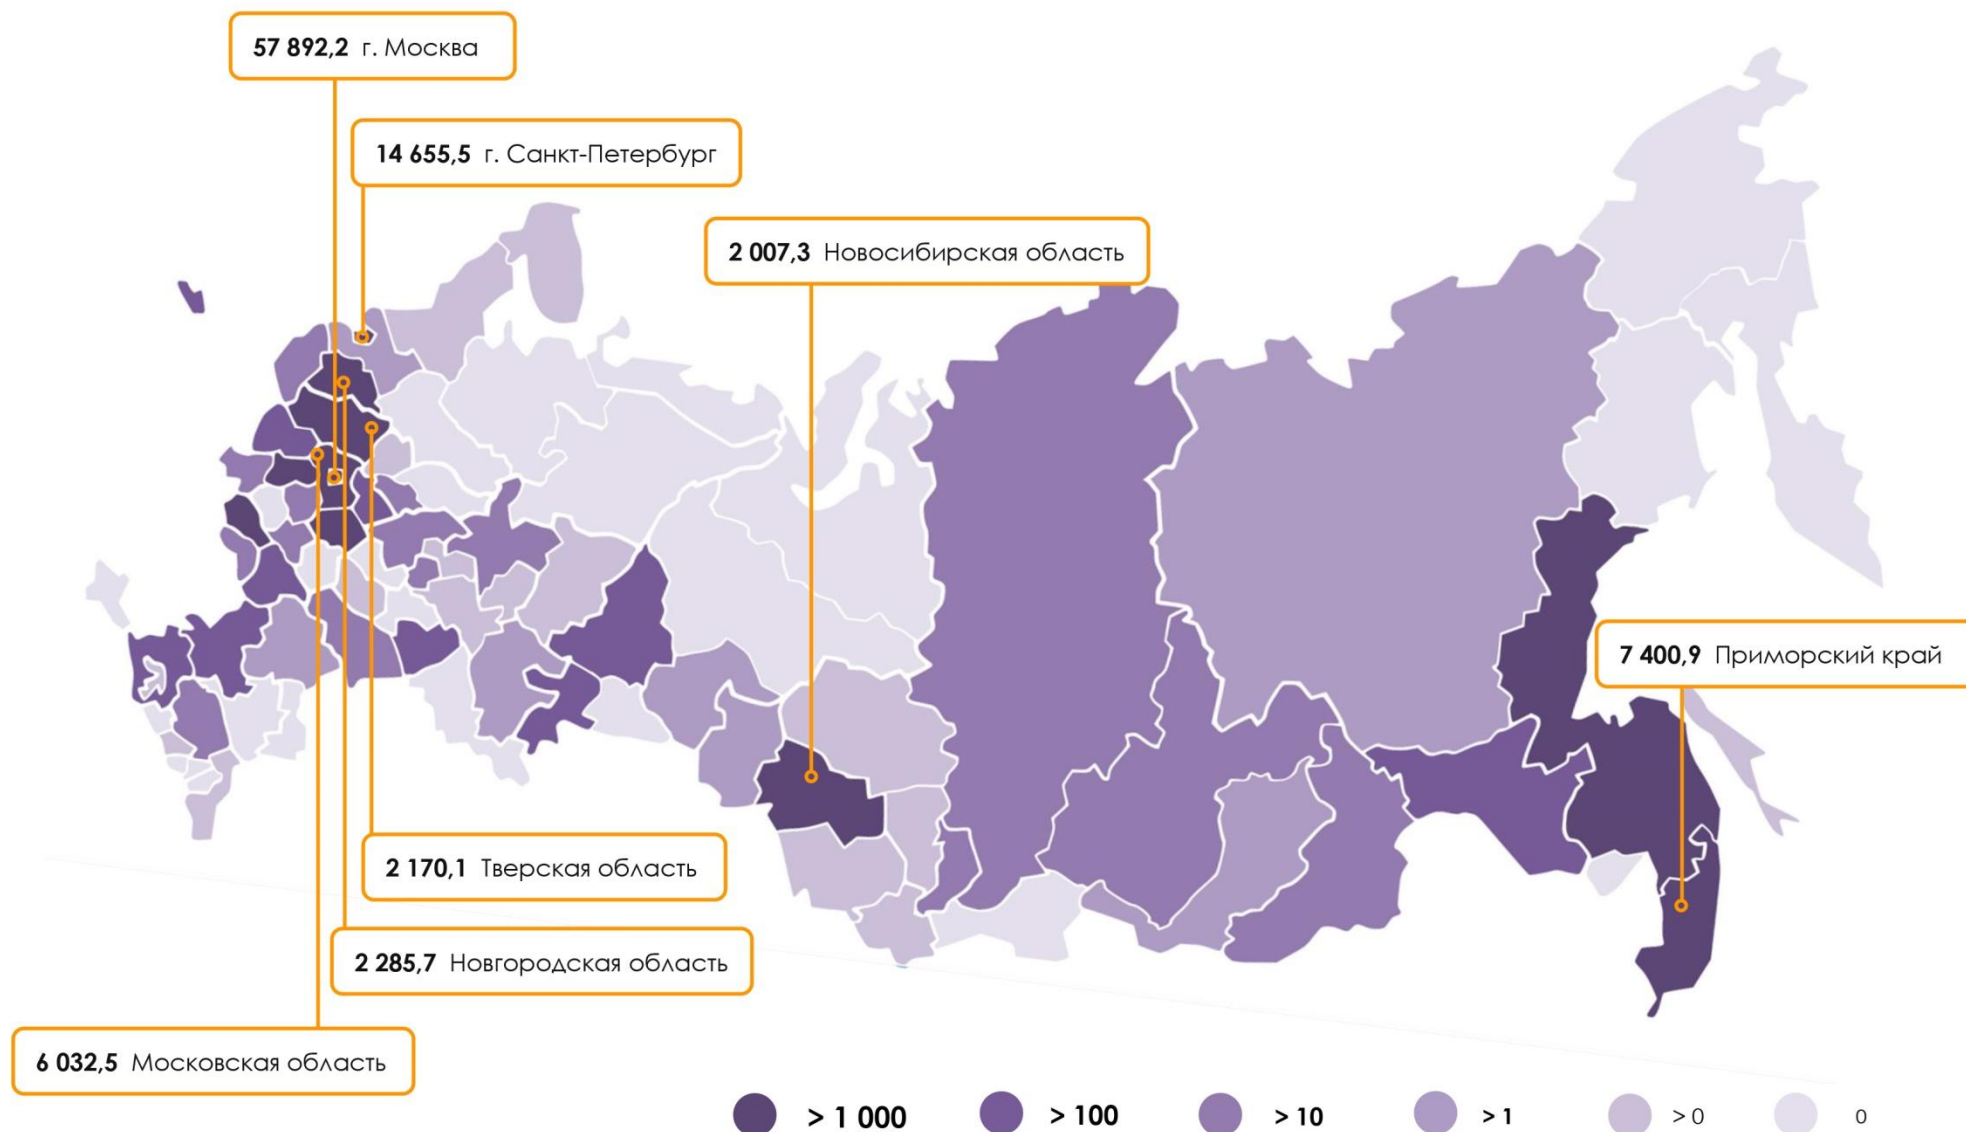 57 892,2 г. Москва
14 655,5 г. Санкт-Петербург
2 007,3 Новосибирская область
7 400,9 Приморский край
2 170,1 Тверская область
2 285,7 Новгородская область
6 032,5 Московская область
> 1 000 > 100 > 10 > 1 > 0 0